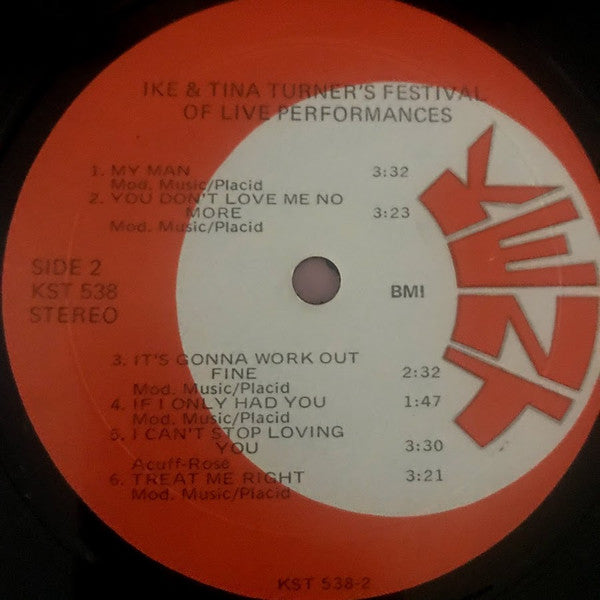 IKE & TINA TURNER'S FESTIVAL
OF LIVE PERFORMANCES
1. MY MAN 3:32
Mod. Music/Placid
2. YOU DON'T LOVE ME NO
MORE 3:23
Mod. Music/Placid
SIDE 2
KST 538
STEREO
BMI
KENT
3. IT'S GONNA WORK OUT
FINE 2:32
Mod. Music/Placid
4. IF I ONLY HAD YOU 1:47
Mod. Music/Placid
5. I CAN'T STOP LOVING
YOU 3:30
Acuff-Rose
6. TREAT ME RIGHT 3:21
Mod. Music/Placid
KST 538-2